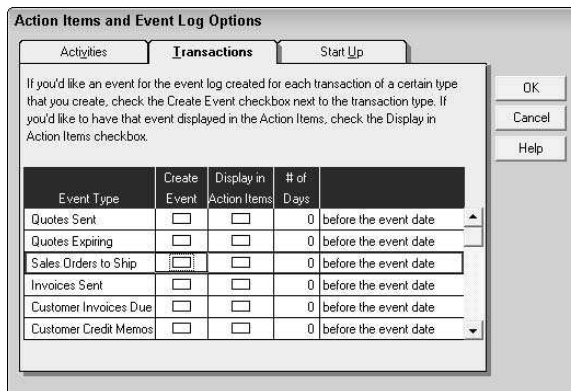 Action Items and Event Log Options
Activities Transactions Start Up
If you'd like an event for the event log created for each transaction of a certain type
that you create, check the Create Event checkbox next to the transaction type. If
you'd like to have that event displayed in the Action Items, check the Display in
Action Items checkbox.
OK
Cancel
Help
Event Type Create Event Display in Action Items # of Days
Quotes Sent 0 before the event date
Quotes Expiring 0 before the event date
Sales Orders to Ship 0 before the event date
Invoices Sent 0 before the event date
Customer Invoices Due 0 before the event date
Customer Credit Memos 0 before the event date